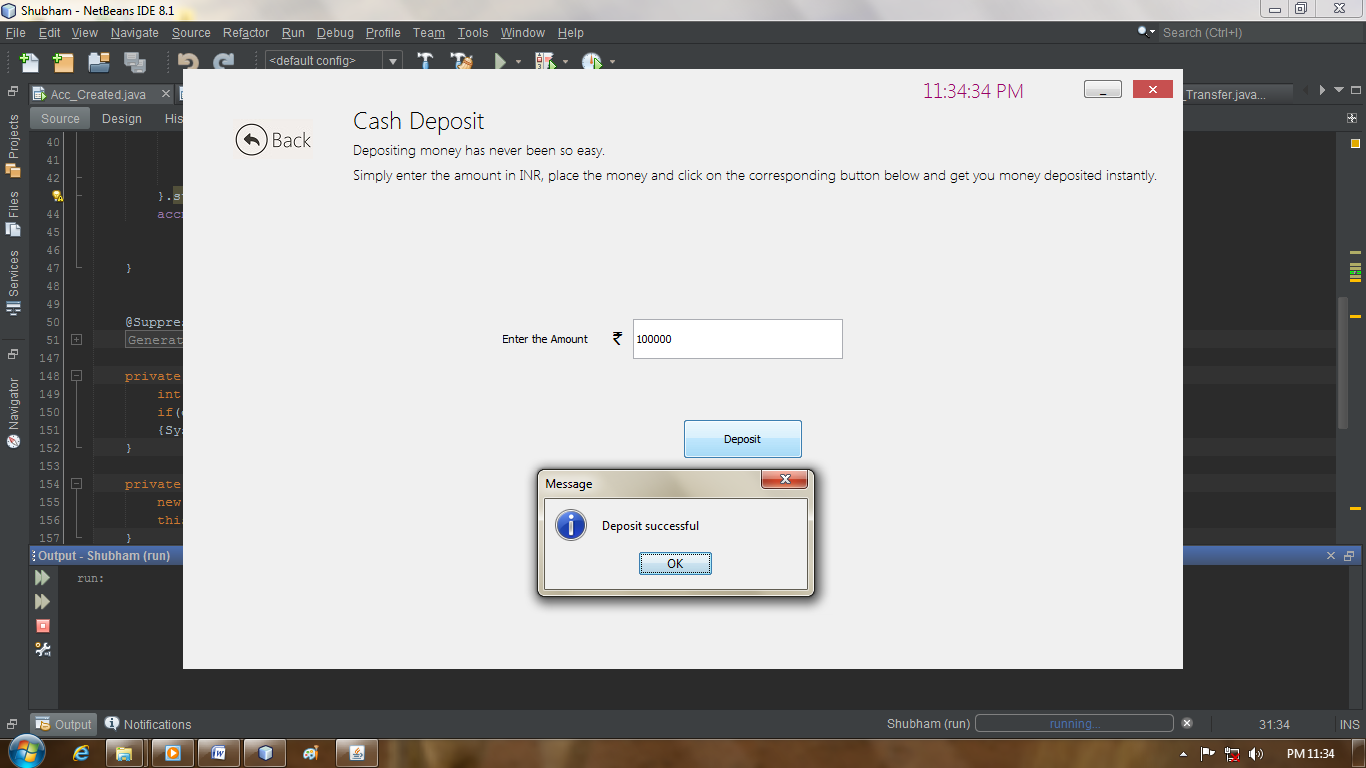 Shubham - NetBeans IDE 8.1
File Edit View Navigate Source Refactor Run Debug Profile Team Tools Window Help
Search (Ctrl+I)
<default config>
Acc_Created.java
_Transfer.java...
Source Design His
Projects
Files
Services
Navigator
11:34:34 PM
Back
Cash Deposit
Depositing money has never been so easy.
Simply enter the amount in INR, place the money and click on the corresponding button below and get you money deposited instantly.
Enter the Amount ₹ 100000
Deposit
Message
Deposit successful
OK
40
41
42
}.s
44 acc
45
46
47 }
48
49
50 @Suppre
51 Generat
147
148 private
149 int
150 if(
151 {Sy
152 }
153
154 private
155 new
156 thi
157 }
Output - Shubham (run)
run:
Output Notifications
Shubham (run) running... 31:34 INS
PM 11:34